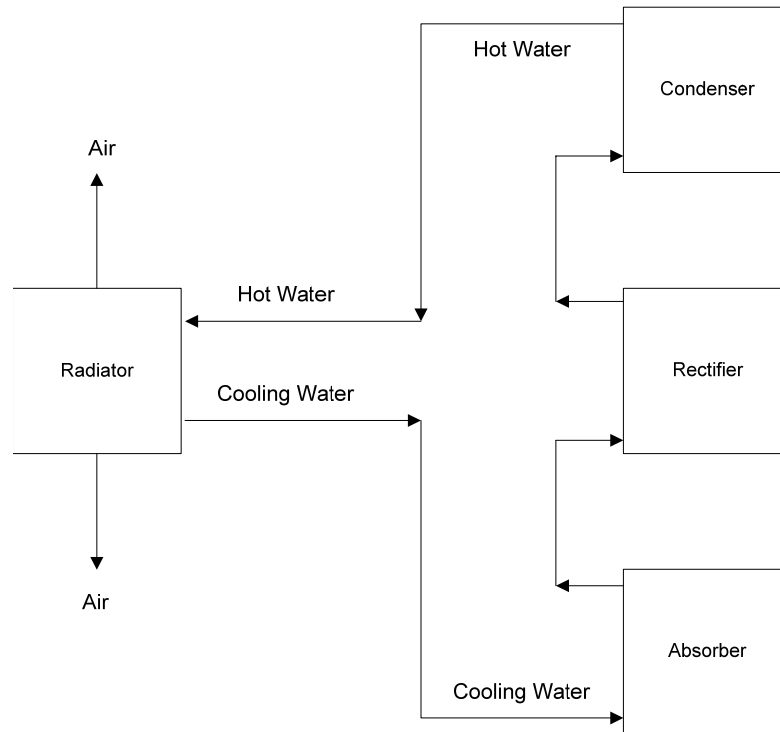 Hot Water
Condenser
Air
Hot Water
Radiator
Rectifier
Cooling Water
Air
Absorber
Cooling Water